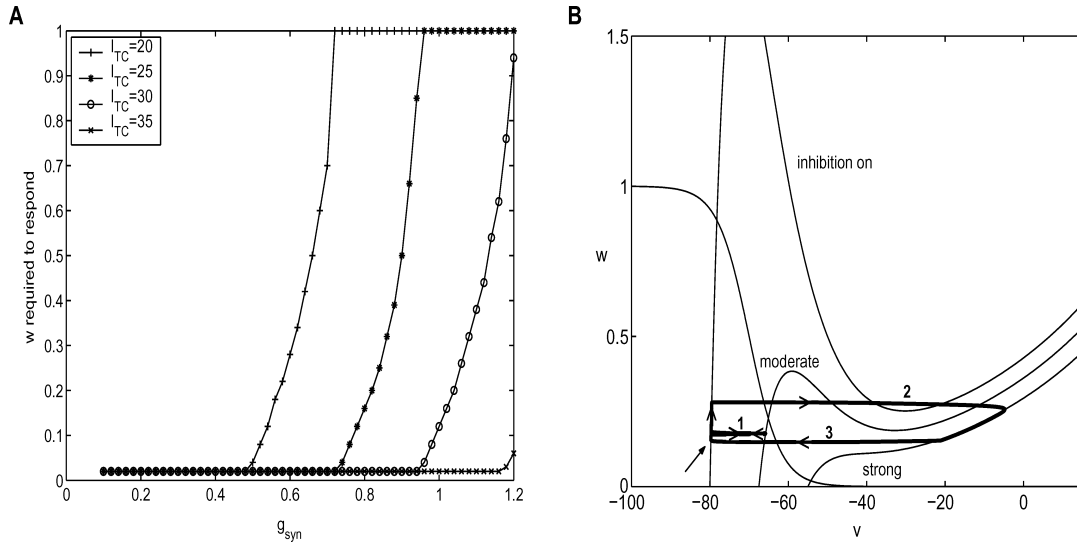 A
w required to respond
1
0.9
0.8
0.7
0.6
0.5
0.4
0.3
0.2
0.1
0
I_TC=20
I_TC=25
I_TC=30
I_TC=35
0 0.2 0.4 0.6 0.8 1 1.2
g_syn
B
w
1.5
1
0.5
0
inhibition on
moderate
2
1
3
strong
−100 −80 −60 −40 −20 0
v